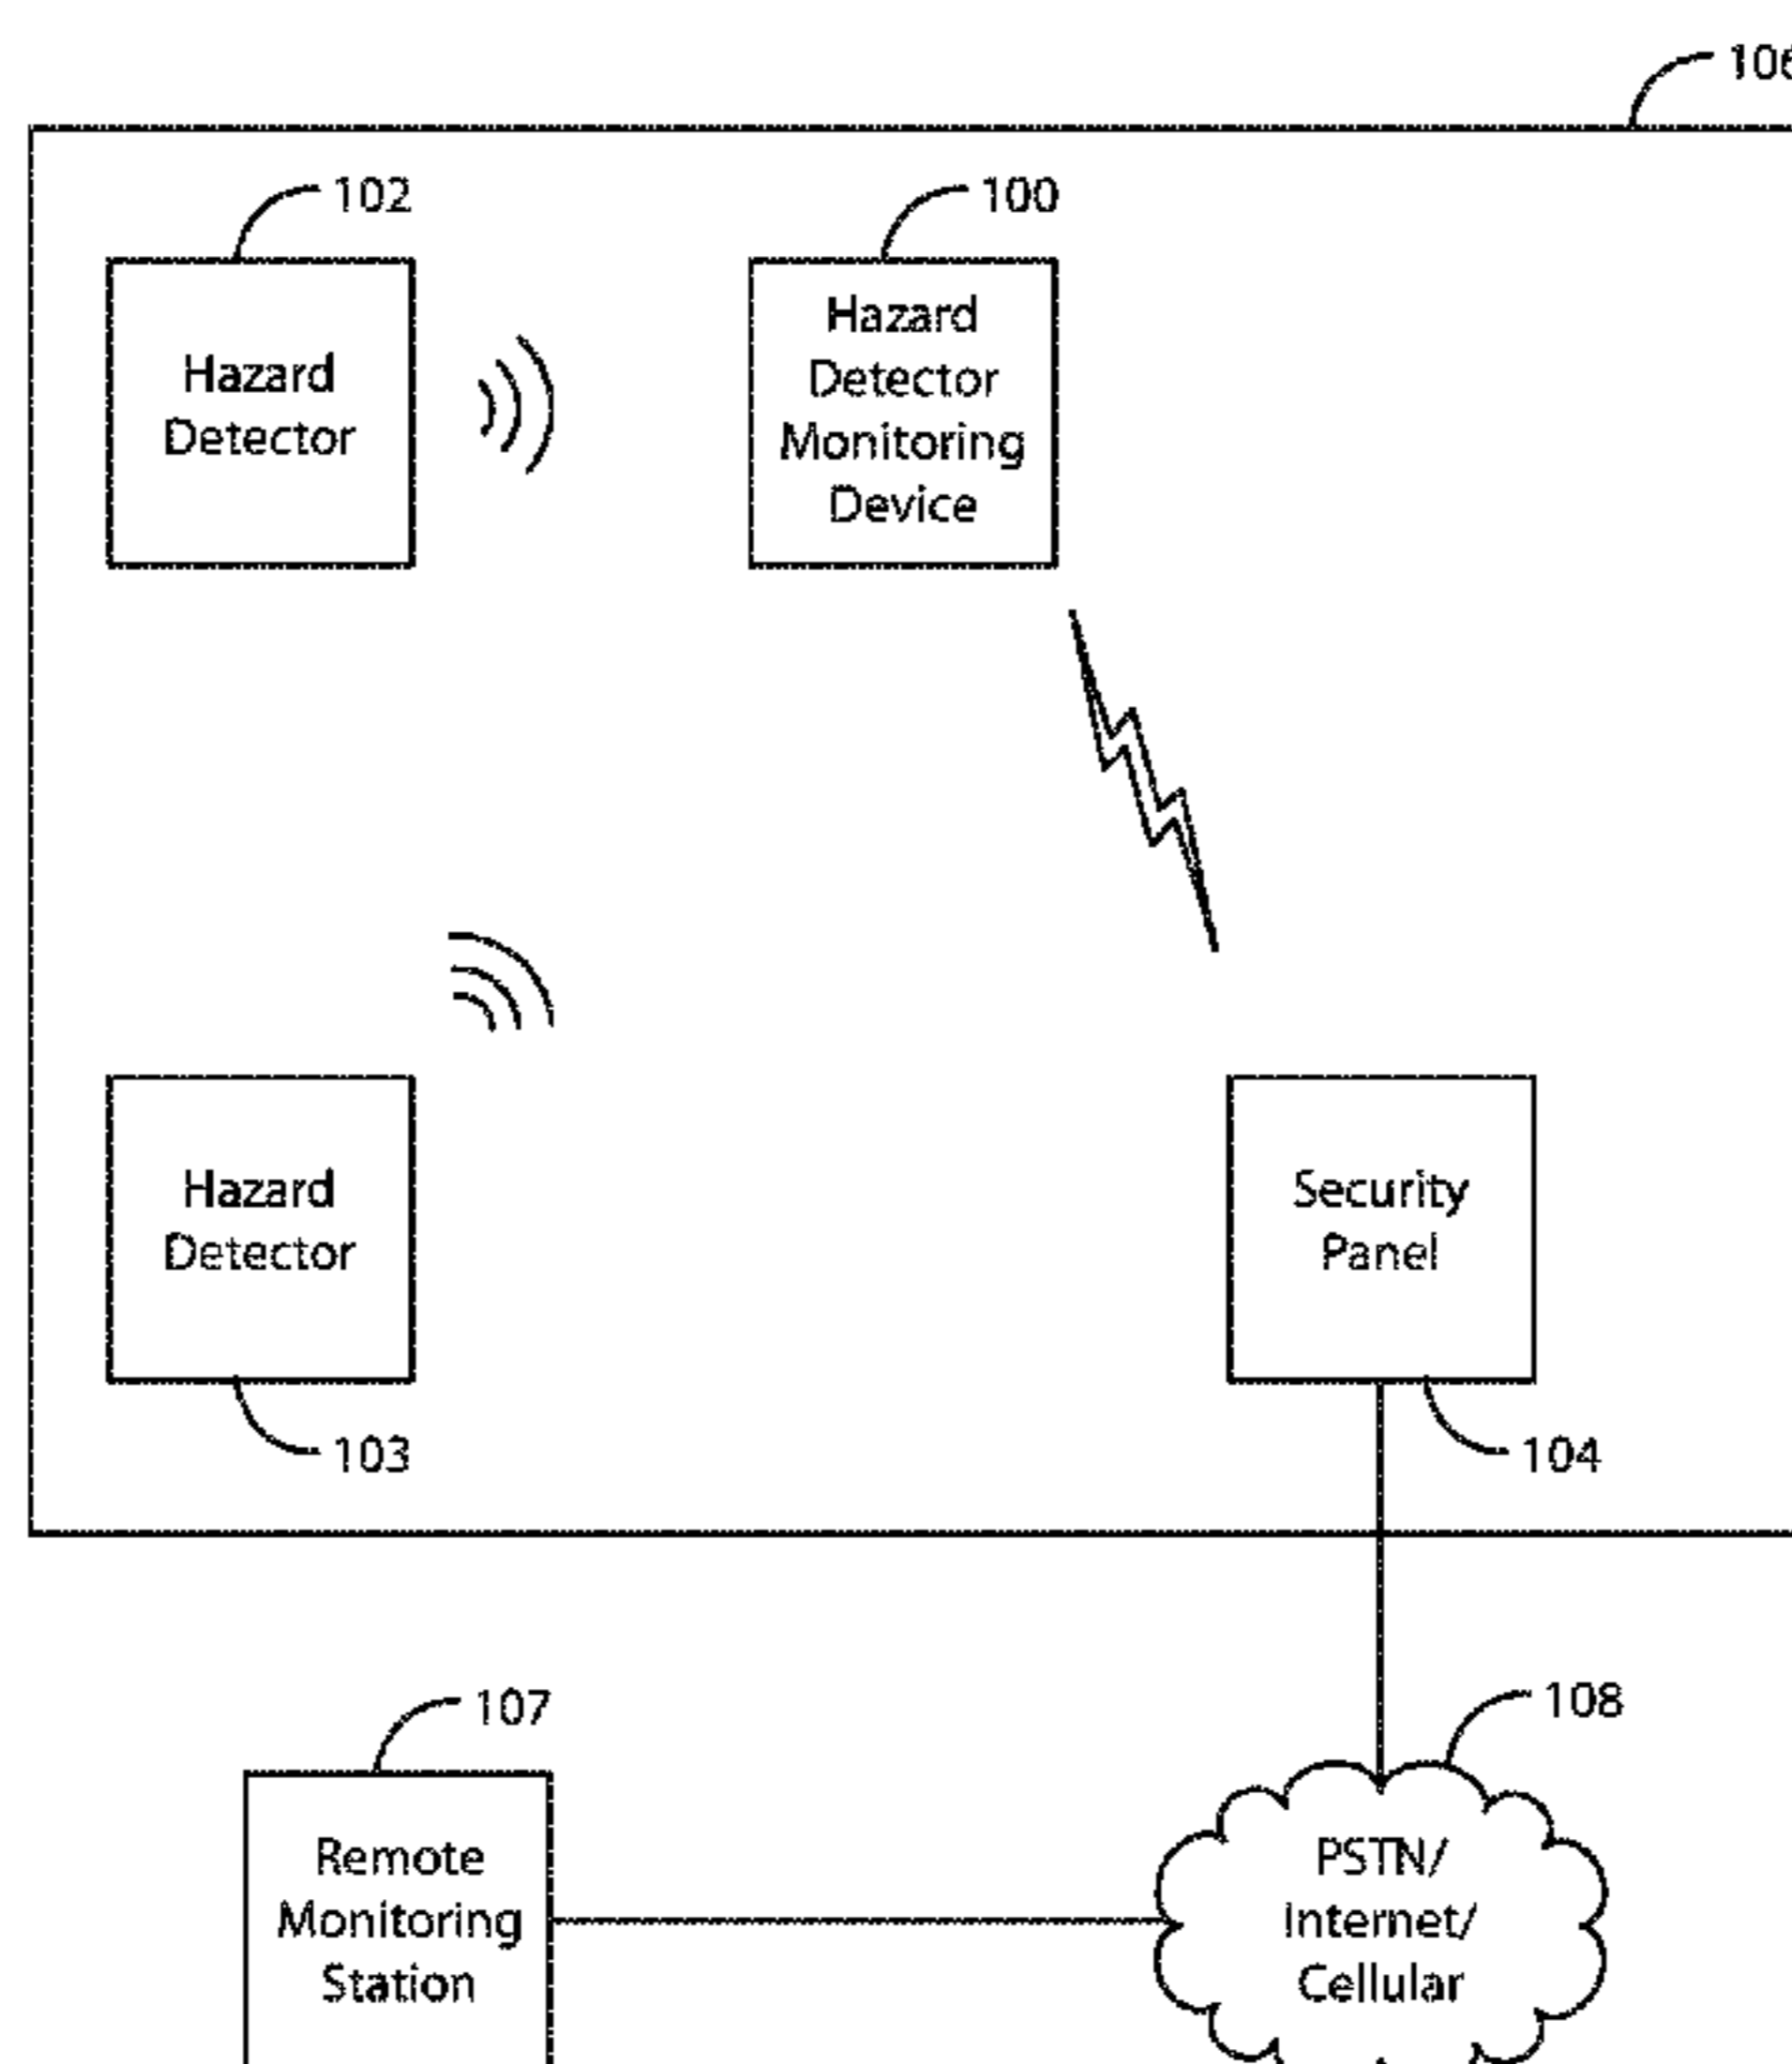 106
102
100
Hazard
Detector
Hazard
Detector
Monitoring
Device
Hazard
Detector
Security
Panel
103
104
107
108
Remote
Monitoring
Station
PSTN/
Internet/
Cellular